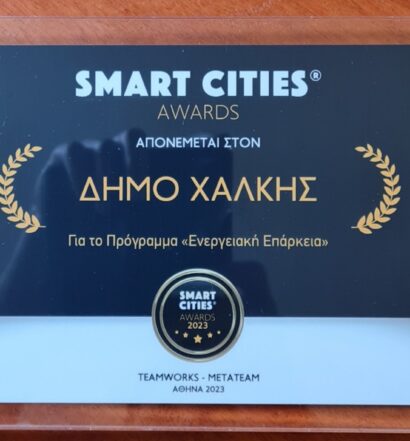 SMART CITIES®
AWARDS
ΑΠΟΝΕΜΕΤΑΙ ΣΤΟΝ
ΔΗΜΟ ΧΑΛΚΗΣ
Για το Πρόγραμμα «Ενεργειακή Επάρκεια»
SMART
CITIES®
AWARDS
2023
TEAMWORKS - METATEAM
ΑΘΗΝΑ 2023